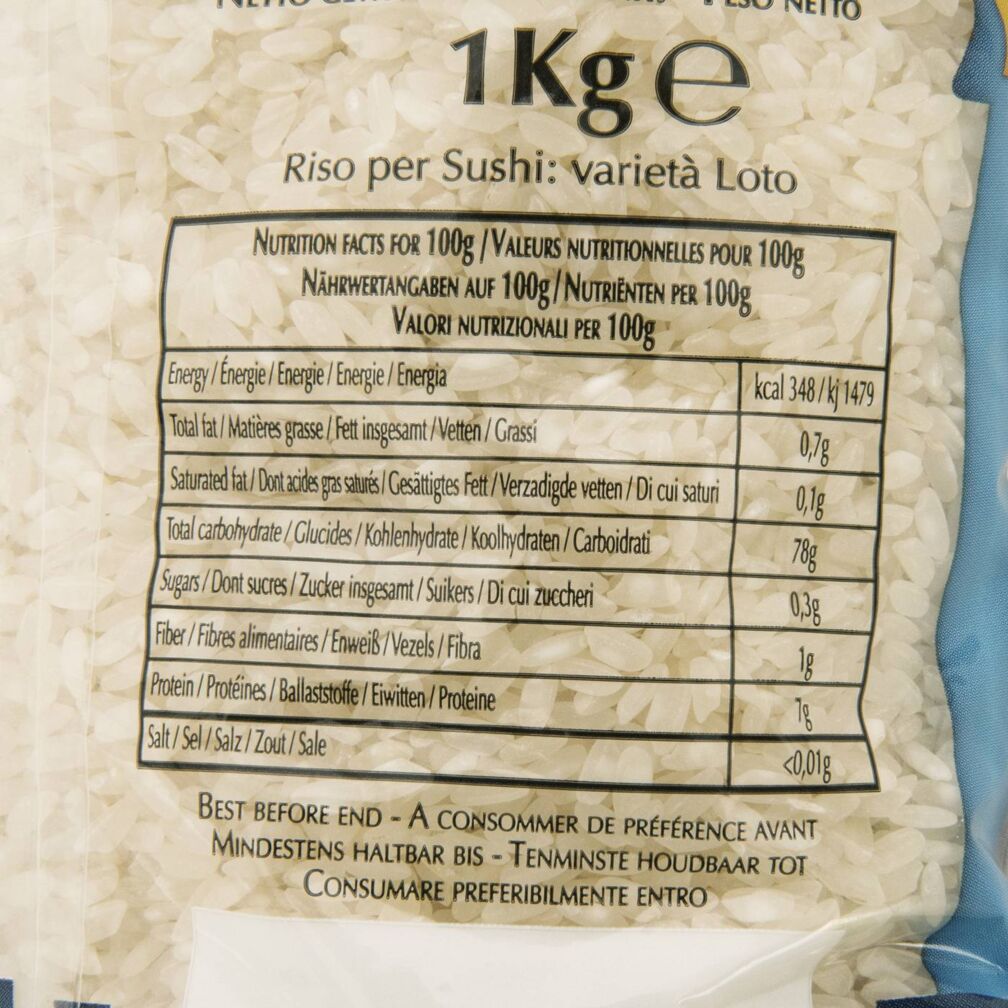 PESO NETTO
1Kg e
Riso per Sushi: varietà Loto
NUTRITION FACTS FOR 100g / VALEURS NUTRITIONNELLES POUR 100g
NÄHRWERTANGABEN AUF 100g / NUTRIËNTEN PER 100g
VALORI NUTRIZIONALI PER 100g
Energy / Énergie / Energie / Energie / Energia kcal 348 / kj 1479
Total fat / Matières grasse / Fett insgesamt / Vetten / Grassi 0,7g
Saturated fat / Dont acides gras saturés / Gesättigtes Fett / Verzadigde vetten / Di cui saturi 0,1g
Total carbohydrate / Glucides / Kohlenhydrate / Koolhydraten / Carboidrati 78g
Sugars / Dont sucres / Zucker insgesamt / Suikers / Di cui zuccheri 0,3g
Fiber / Fibres alimentaires / Enweiß / Vezels / Fibra 1g
Protein / Protéines / Ballaststoffe / Eiwitten / Proteine 7g
Salt / Sel / Salz / Zout / Sale <0,01g
BEST BEFORE END - A CONSOMMER DE PRÉFÉRENCE AVANT
MINDESTENS HALTBAR BIS - TENMINSTE HOUDBAAR TOT
CONSUMARE PREFERIBILMENTE ENTRO